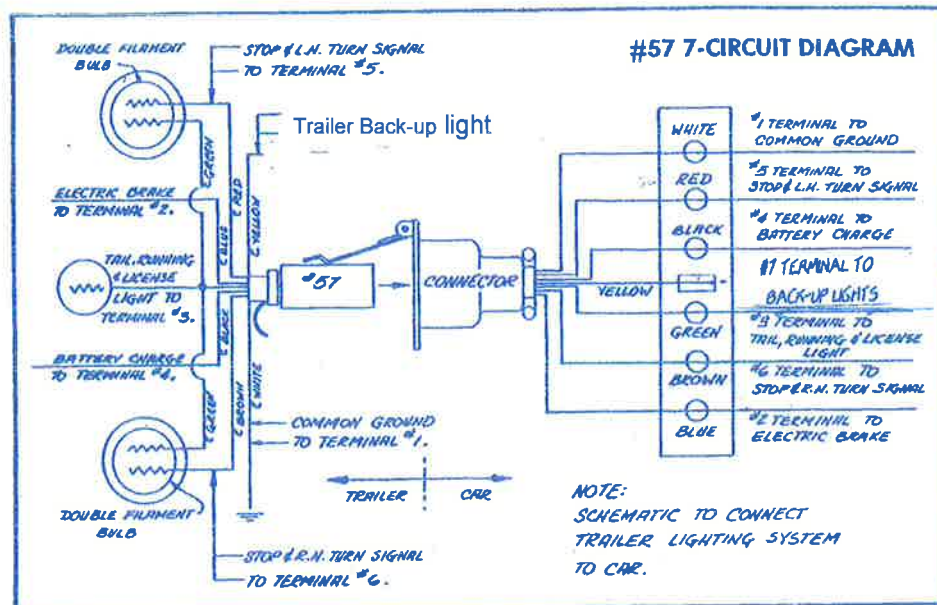 #57 7-CIRCUIT DIAGRAM
DOUBLE FILAMENT
BULB
STOP & L.H. TURN SIGNAL
TO TERMINAL #5.
Trailer Back-up light
GREEN
RED
YELLOW
ELECTRIC BRAKE
TO TERMINAL #2.
BLUE
TAIL, RUNNING
& LICENSE
LIGHT TO
TERMINAL #3.
#57
CONNECTOR
BLACK
BATTERY CHARGE
TO TERMINAL #4.
GREEN
BROWN
WHITE
COMMON GROUND
TO TERMINAL #1.
TRAILER
CAR
DOUBLE FILAMENT
BULB
STOP & R.H. TURN SIGNAL
TO TERMINAL #6.
WHITE
#1 TERMINAL TO
COMMON GROUND
RED
#5 TERMINAL TO
STOP & L.H. TURN SIGNAL
BLACK
#4 TERMINAL TO
BATTERY CHARGE
YELLOW
#7 TERMINAL TO
BACK-UP LIGHTS
GREEN
#3 TERMINAL TO
TAIL, RUNNING & LICENSE
LIGHT
BROWN
#6 TERMINAL TO
STOP & R.H. TURN SIGNAL
BLUE
#2 TERMINAL TO
ELECTRIC BRAKE
NOTE:
SCHEMATIC TO CONNECT
TRAILER LIGHTING SYSTEM
TO CAR.